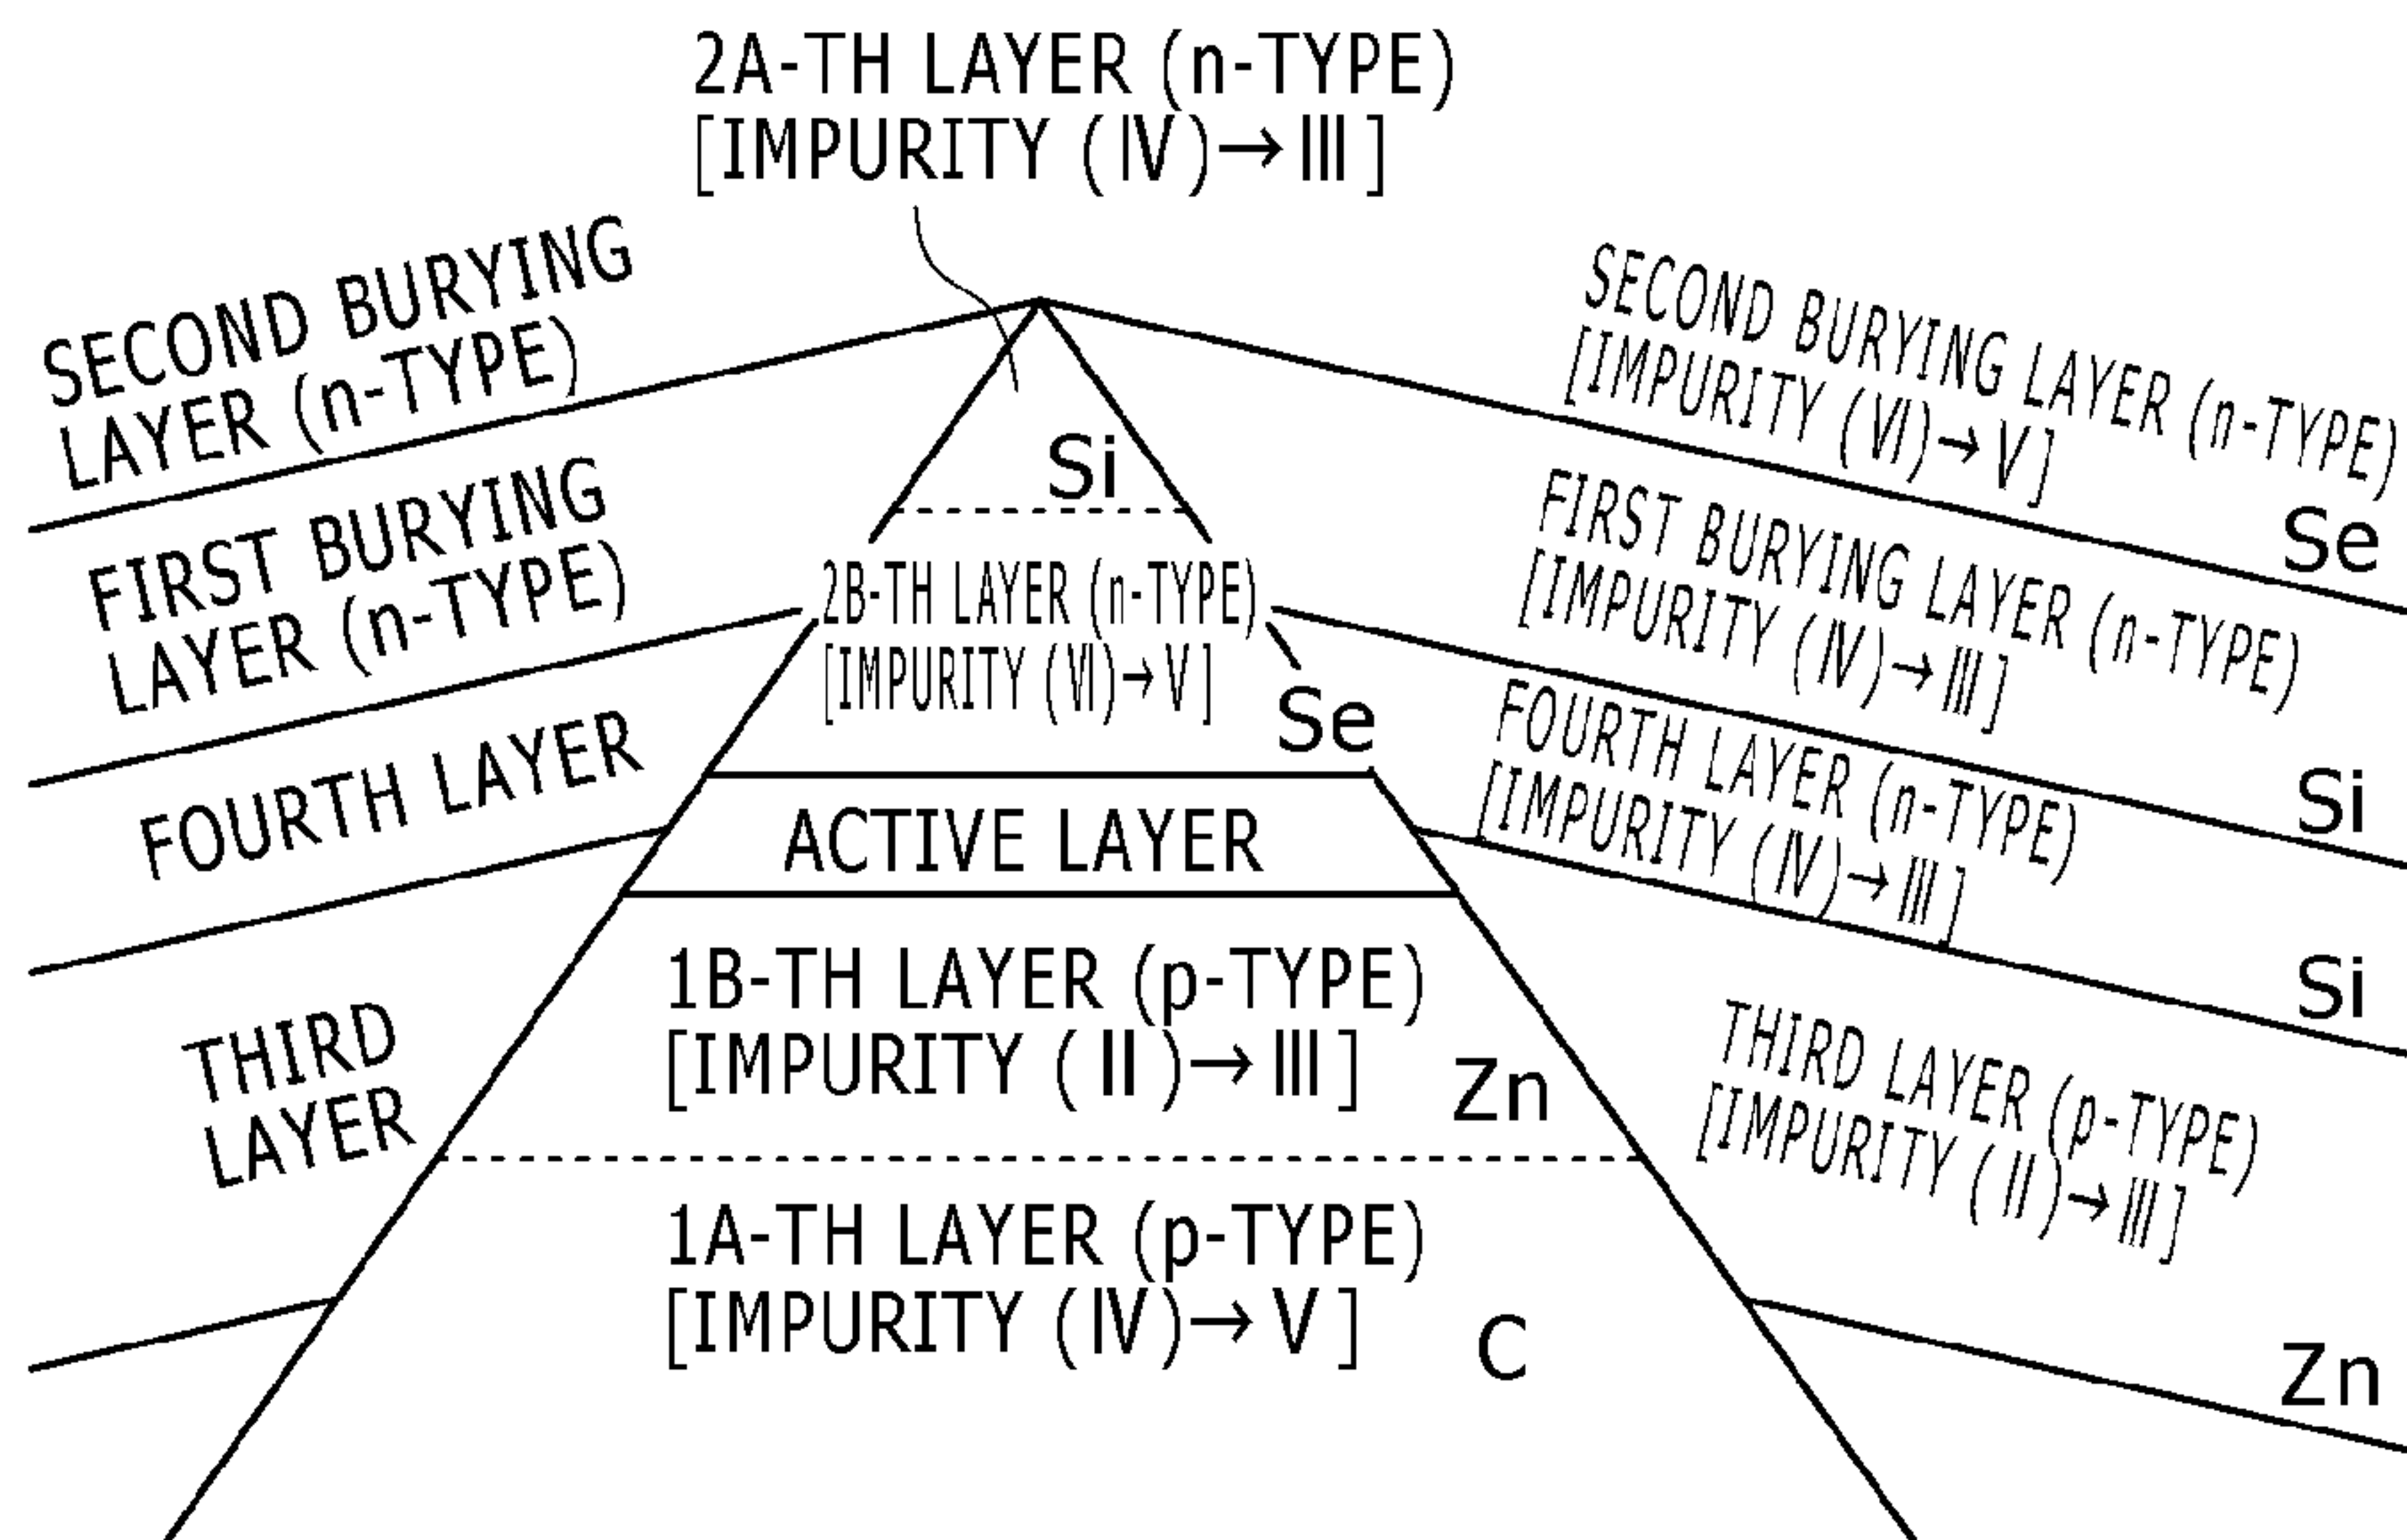 2A-TH LAYER (n-TYPE)
[IMPURITY (Ⅳ)→Ⅲ]
SECOND BURYING
LAYER (n-TYPE)
FIRST BURYING
LAYER (n-TYPE)
FOURTH LAYER
THIRD
LAYER
Si
2B-TH LAYER (n-TYPE)
[IMPURITY (Ⅵ)→Ⅴ]
Se
ACTIVE LAYER
1B-TH LAYER (p-TYPE)
[IMPURITY (Ⅱ)→Ⅲ]
Zn
1A-TH LAYER (p-TYPE)
[IMPURITY (Ⅳ)→Ⅴ]
C
SECOND BURYING LAYER (n-TYPE)
[IMPURITY (Ⅵ)→Ⅴ]
Se
FIRST BURYING LAYER (n-TYPE)
[IMPURITY (Ⅳ)→Ⅲ]
Si
FOURTH LAYER (n-TYPE)
[IMPURITY (Ⅳ)→Ⅲ]
Si
THIRD LAYER (p-TYPE)
[IMPURITY (Ⅱ)→Ⅲ]
Zn